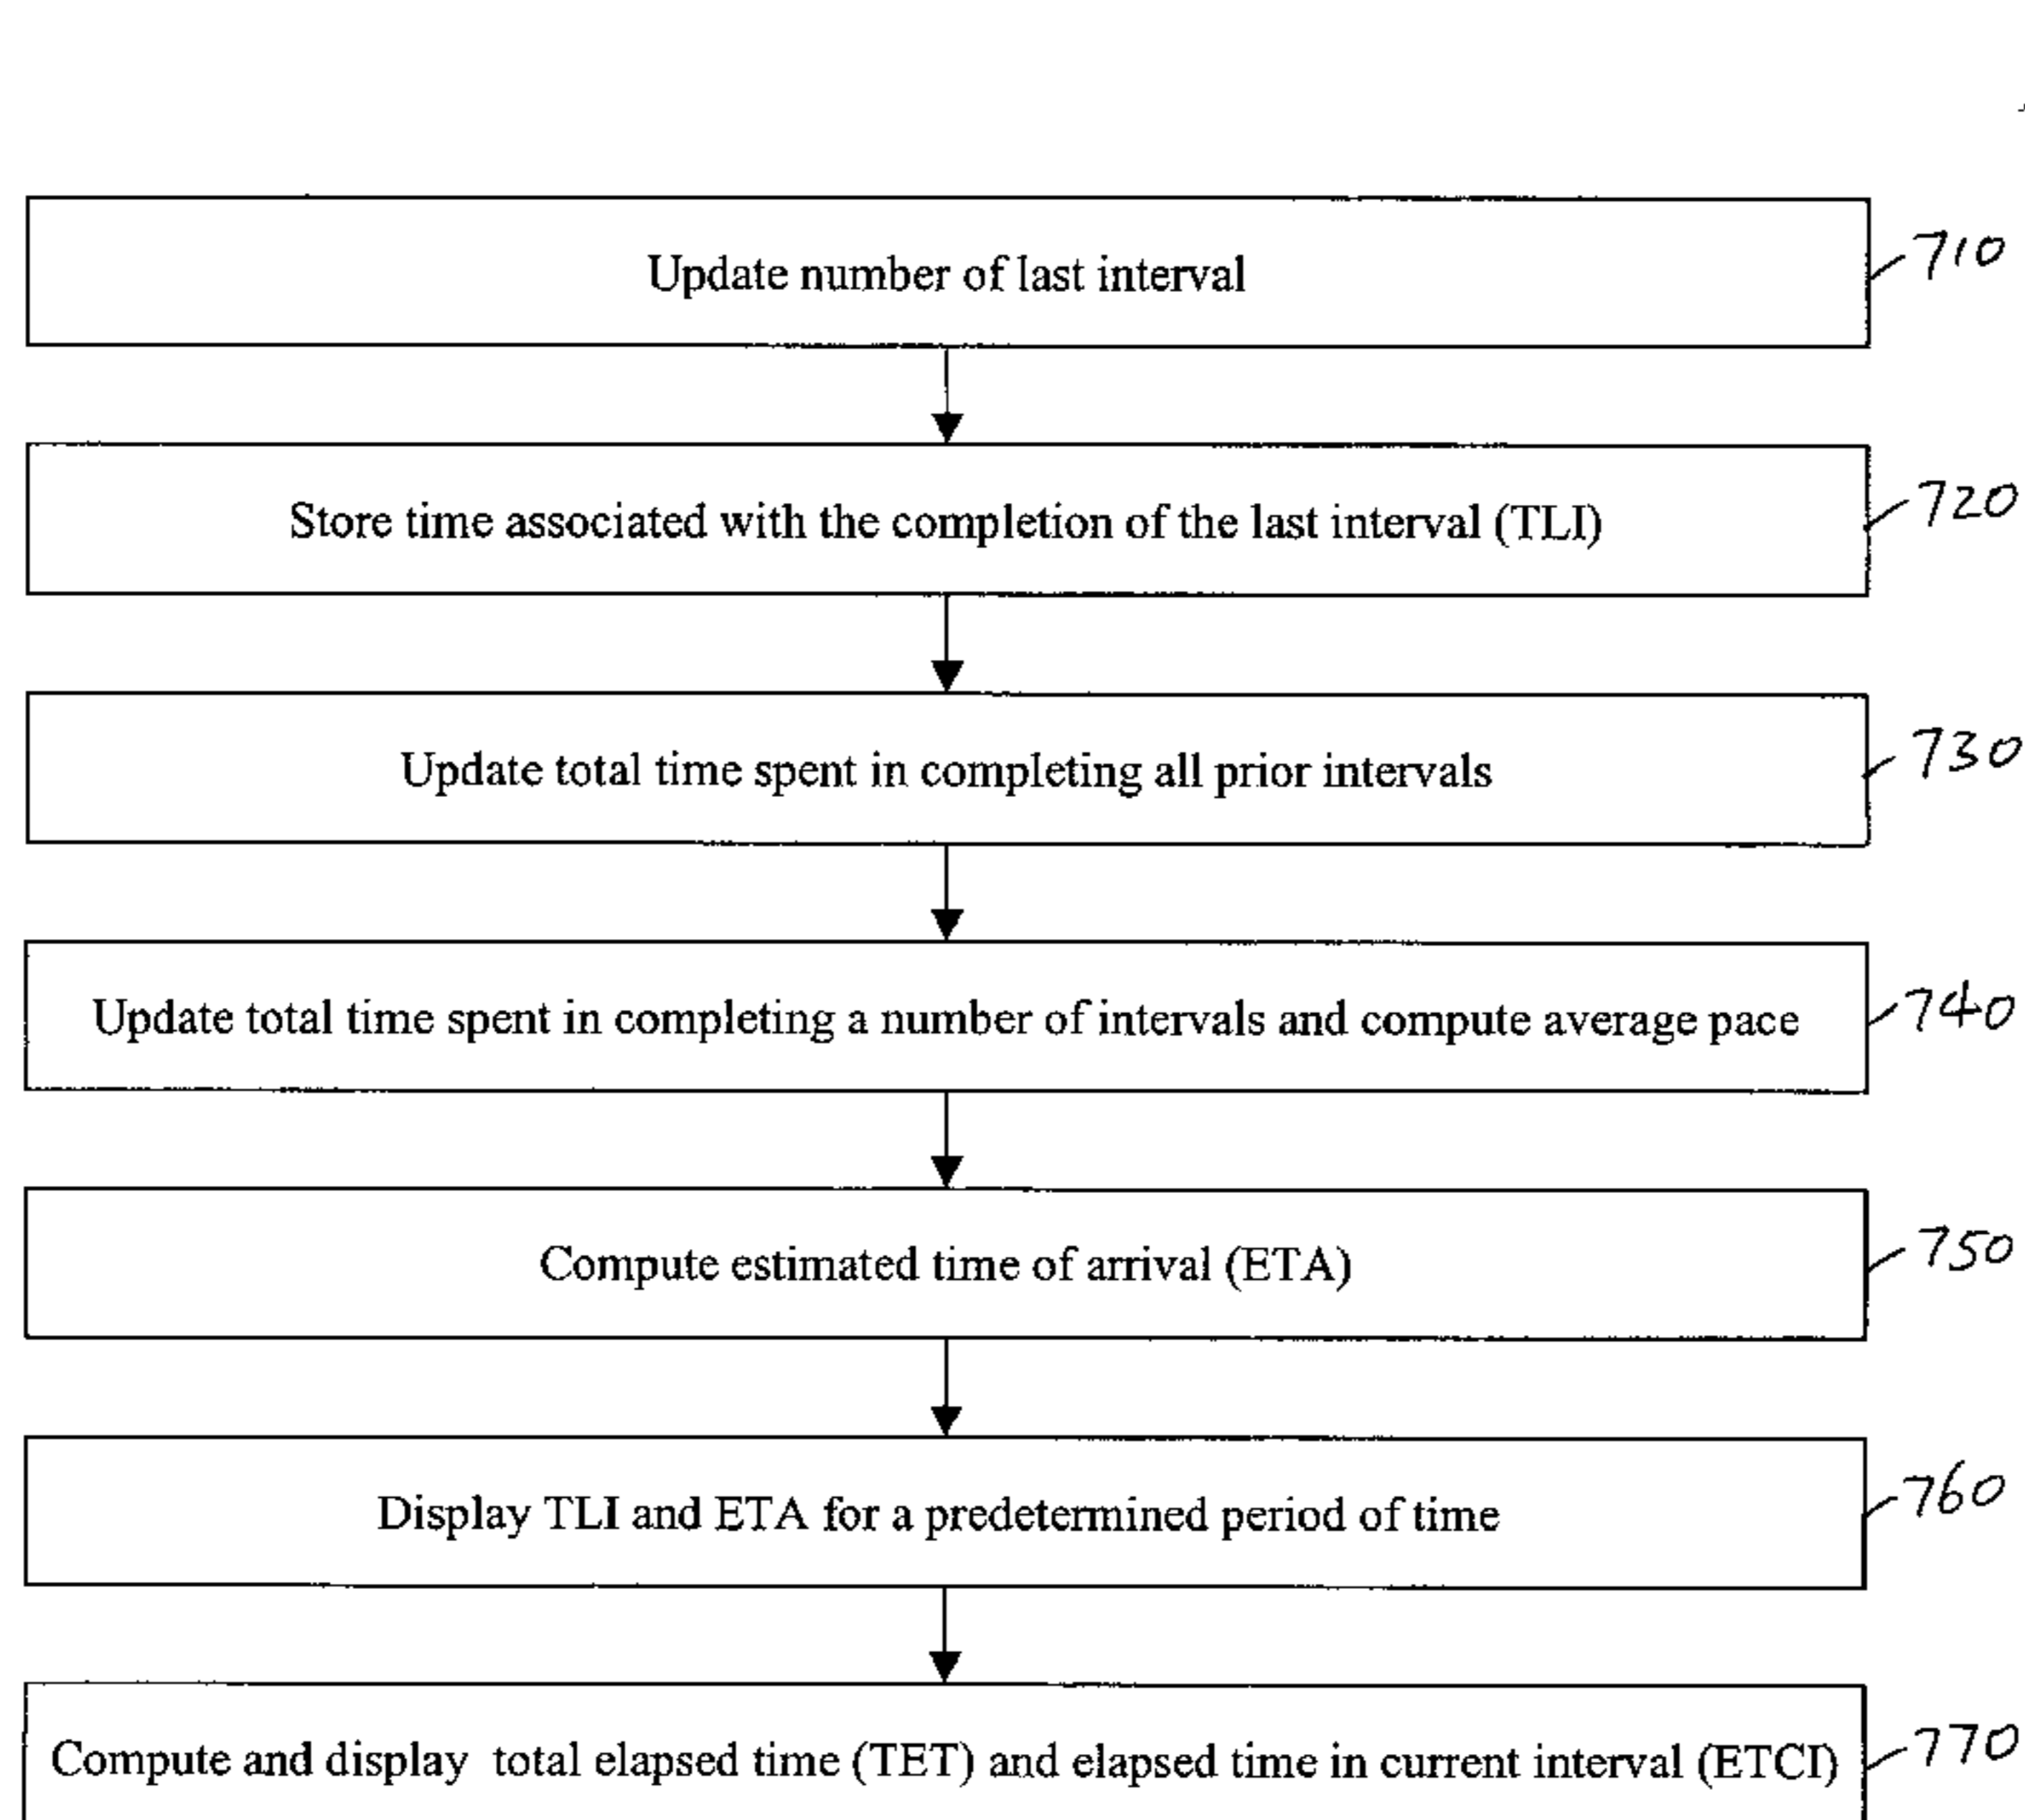 Update number of last interval
710
Store time associated with the completion of the last interval (TLI)
720
Update total time spent in completing all prior intervals
730
Update total time spent in completing a number of intervals and compute average pace
740
Compute estimated time of arrival (ETA)
750
Display TLI and ETA for a predetermined period of time
760
Compute and display total elapsed time (TET) and elapsed time in current interval (ETCI)
770